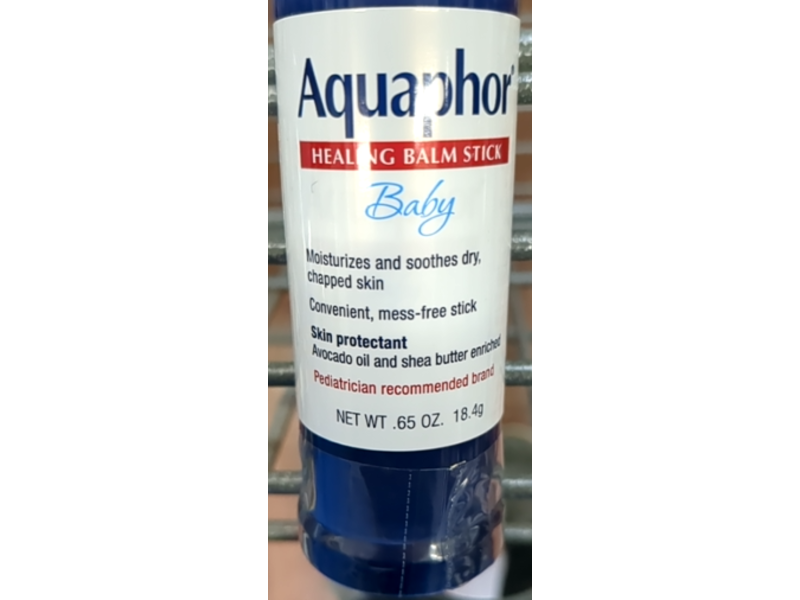 Aquaphor
HEALING BALM STICK
Baby
Moisturizes and soothes dry,
chapped skin
Convenient, mess-free stick
Skin protectant
Avocado oil and shea butter enriched
Pediatrician recommended brand
NET WT .65 OZ. 18.4g